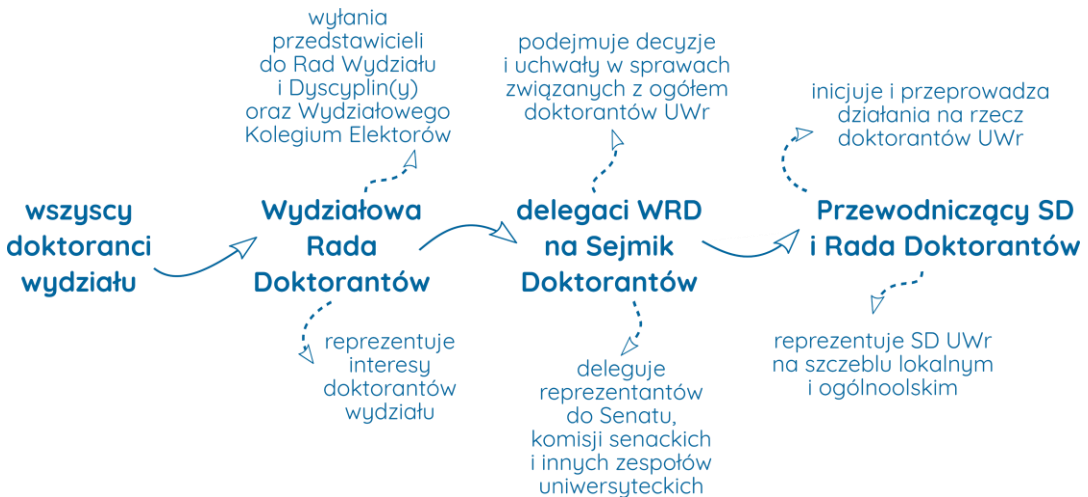 wyłania
przedstawicieli
do Rad Wydziału
i Dyscyplin(y)
oraz Wydziałowego
Kolegium Elektorów
podejmuje decyzje
i uchwały w sprawach
związanych z ogółem
doktorantów UWr
inicjuje i przeprowadza
działania na rzecz
doktorantów UWr
wszyscy
doktoranci
wydziału
Wydziałowa
Rada
Doktorantów
delegaci WRD
na Sejmik
Doktorantów
Przewodniczący SD
i Rada Doktorantów
reprezentuje
interesy
doktorantów
wydziału
deleguje
reprezentantów
do Senatu,
komisji senackich
i innych zespołów
uniwersyteckich
reprezentuje SD UWr
na szczeblu lokalnym
i ogólnoolskim